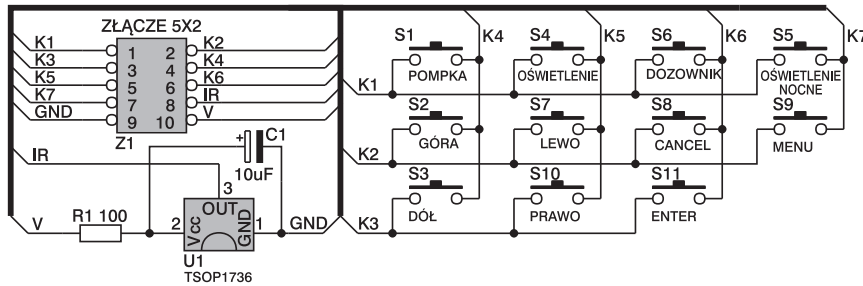 ZŁĄCZE 5X2
K1 1 2 K2
K3 3 4 K4
K5 5 6 K6
K7 7 8 IR
GND 9 10 V
Z1
+ C1
10uF
IR
3
OUT
V R1 100 2 Vcc GND 1 GND
U1
TSOP1736
S1 K4 S4 K5 S6 K6 S5 K7
POMPKA OŚWIETLENIE DOZOWNIK OŚWIETLENIE
NOCNE
K1
S2 S7 S8 S9
GÓRA LEWO CANCEL MENU
K2
S3 S10 S11
DÓŁ PRAWO ENTER
K3